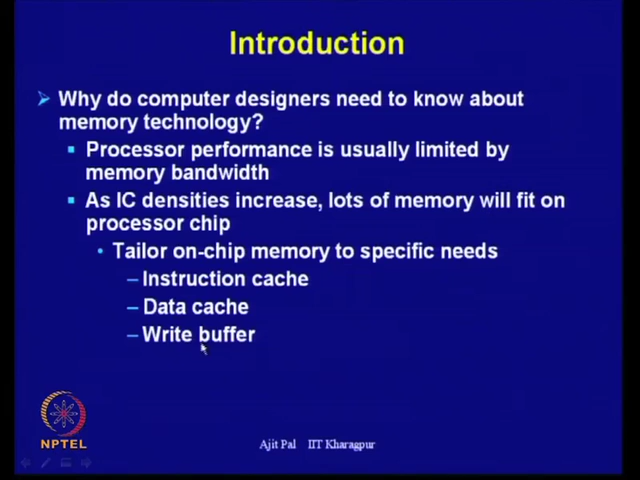 Introduction
Why do computer designers need to know about
memory technology?
Processor performance is usually limited by
memory bandwidth
As IC densities increase, lots of memory will fit on
processor chip
Tailor on-chip memory to specific needs
– Instruction cache
– Data cache
– Write buffer
NPTEL
Ajit Pal IIT Kharagpur